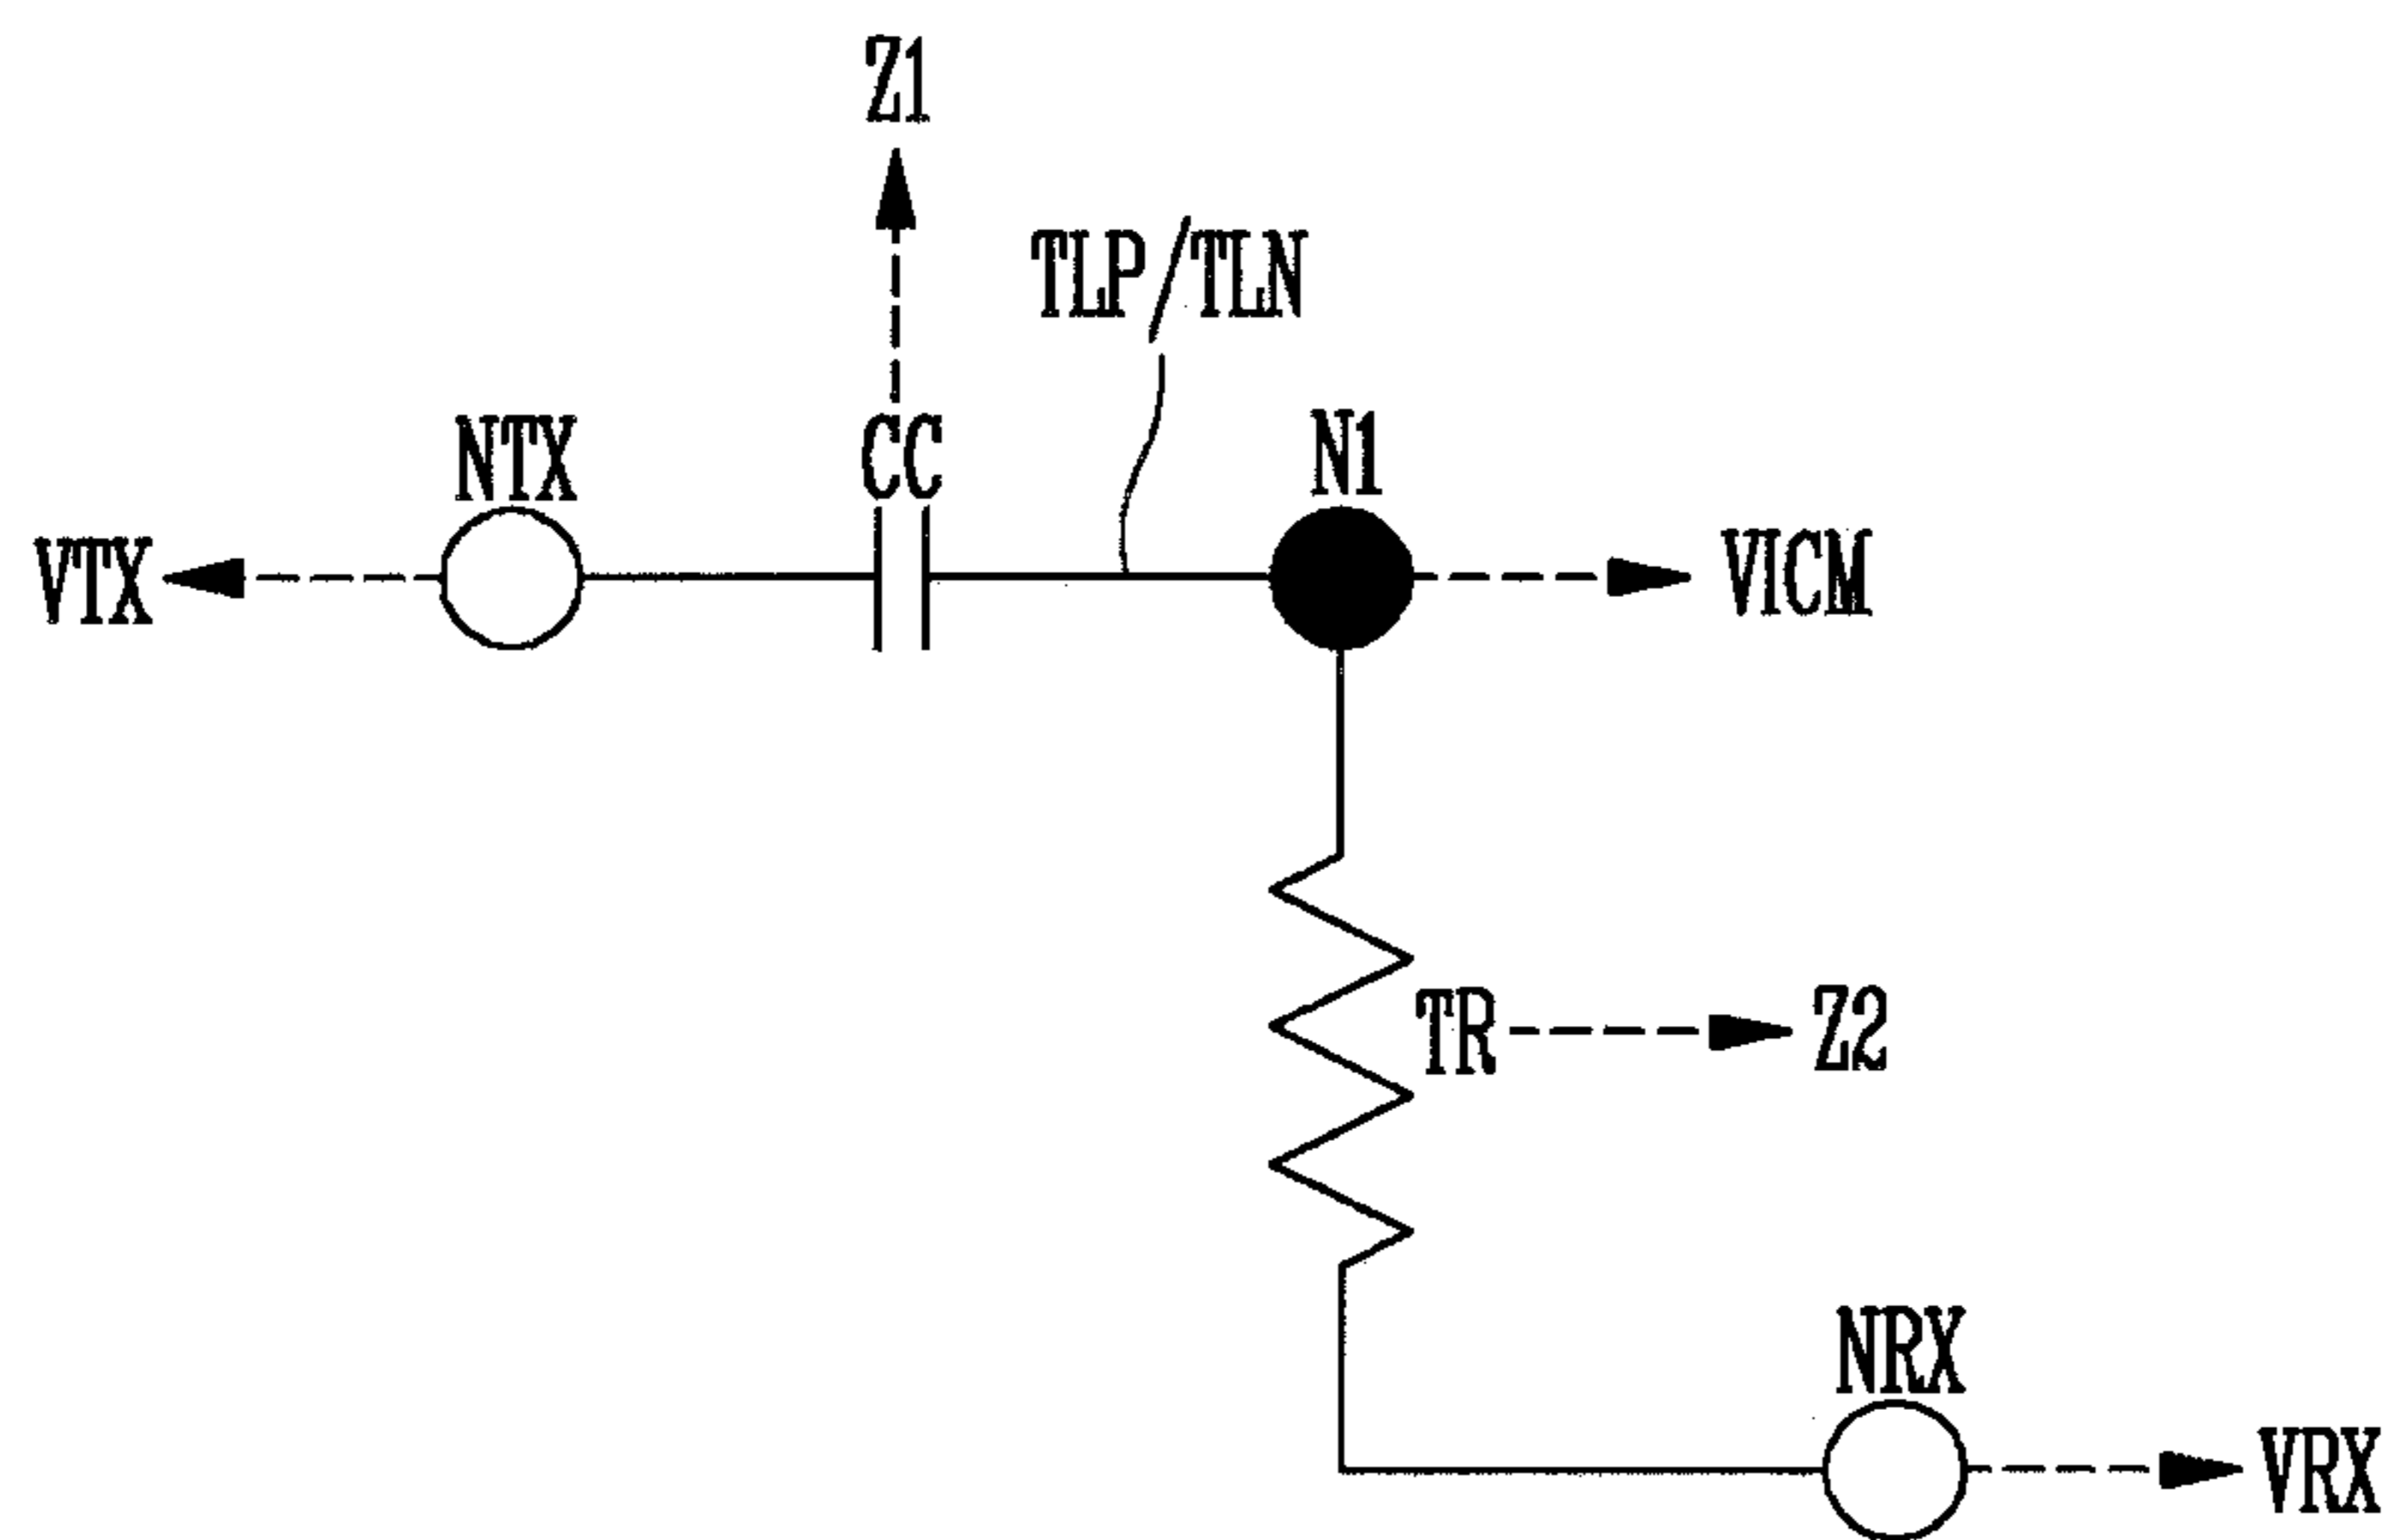 Z1
TLP/TLN
NTX
CC
N1
VTX
VICM
TR
Z2
NRX
VRX